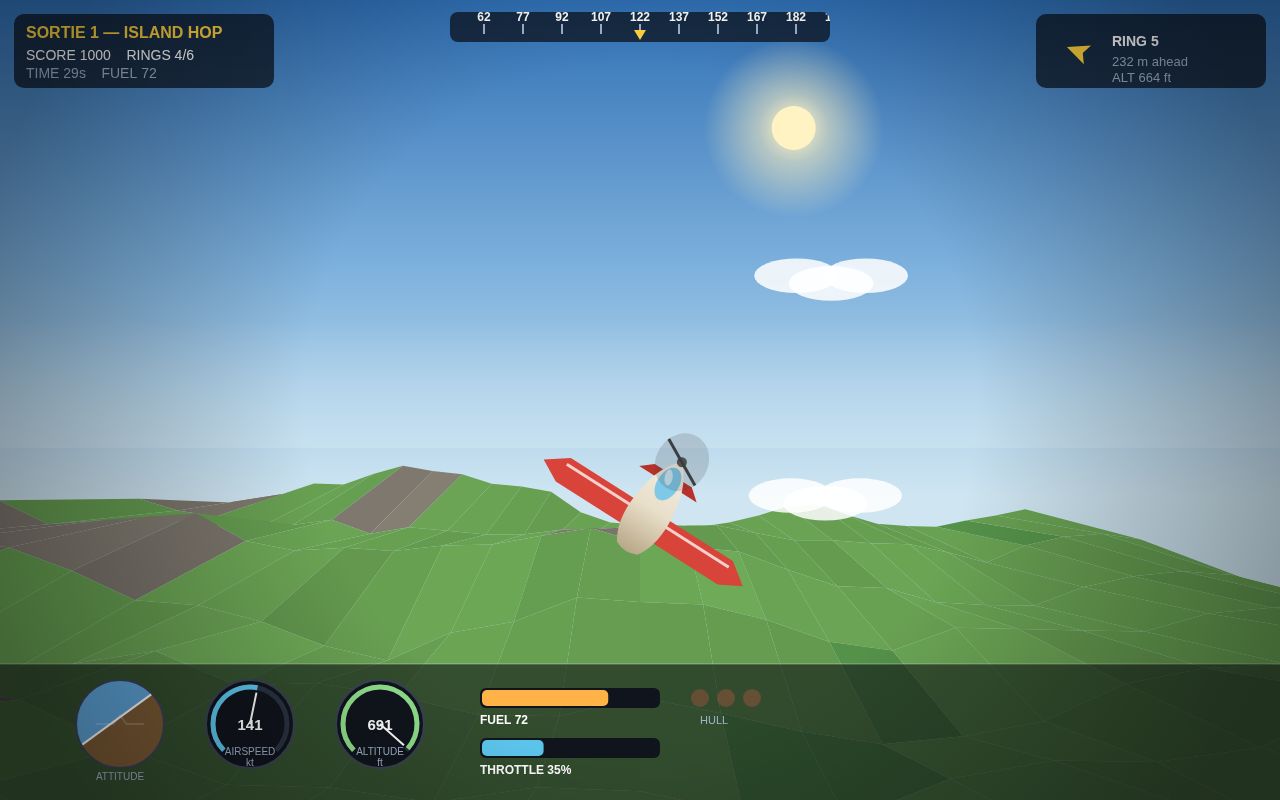 SORTIE 1 — ISLAND HOP
SCORE 1000 RINGS 4/6
TIME 29s FUEL 72
62 77 92 107 122 137 152 167 182
RING 5
232 m ahead
ALT 664 ft
141
AIRSPEED
kt
691
ALTITUDE
ft
ATTITUDE
FUEL 72
HULL
THROTTLE 35%